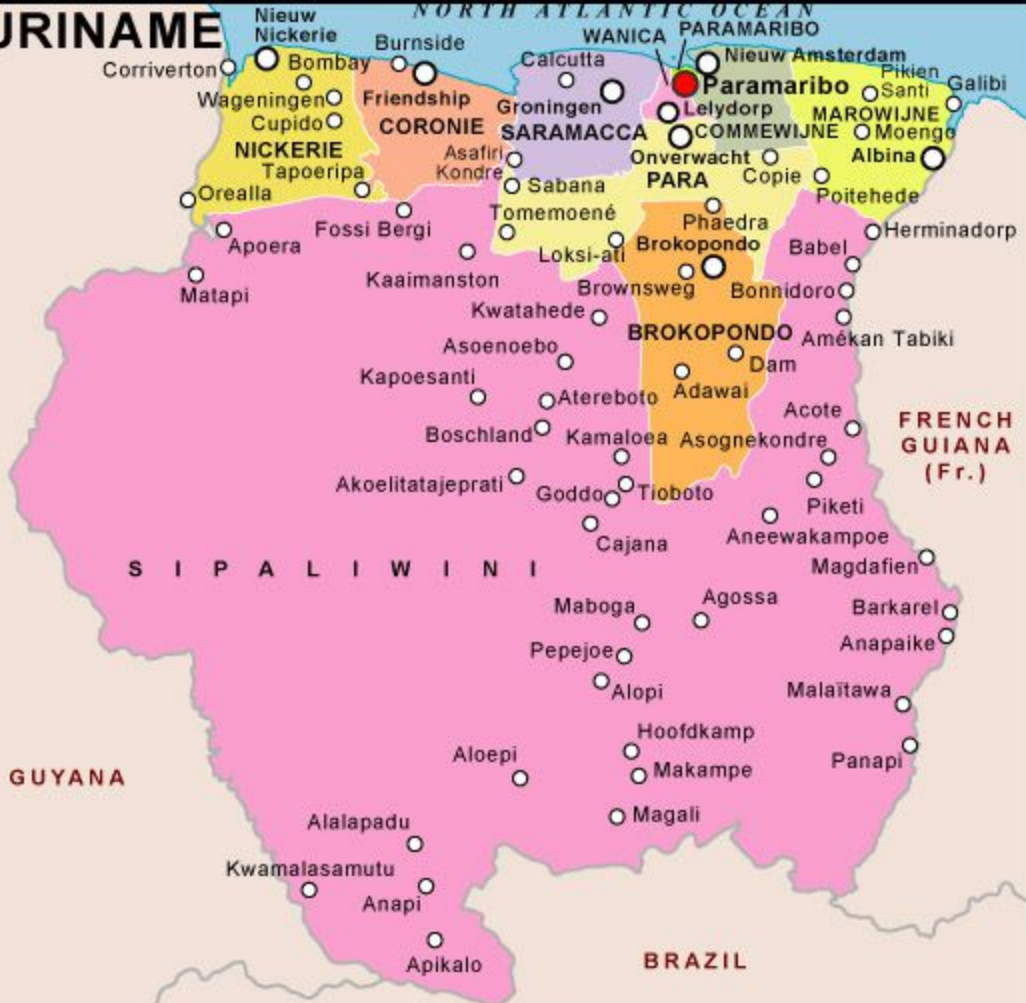 URINAME
NORTH ATLANTIC OCEAN
Nieuw
Nickerie
WANICA
PARAMARIBO
Burnside
Corriverton
Bombay
Calcutta
Nieuw Amsterdam
Pikien
Santi
Galibi
Wageningen
Friendship
Groningen
Paramaribo
Lelydorp
MAROWIJNE
Cupido
CORONIE
SARAMACCA
COMMEWIJNE
Moengo
NICKERIE
Asafiri
Kondre
Onverwacht
Albina
Tapoeripa
Sabana
PARA
Copie
Orealla
Poitehede
Tomemoené
Phaedra
Fossi Bergi
Herminadorp
Apoera
Loksi-ati
Brokopondo
Babel
Kaaimanston
Matapi
Brownsweg
Bonnidoro
Kwatahede
BROKOPONDO
Amékan Tabiki
Asoenoebo
Dam
Kapoesanti
Adawai
Atereboto
Acote
Boschland
Kamaloea
Asognekondre
FRENCH
GUIANA
(Fr.)
Akoelitatajeprati
Goddo
Tioboto
Piketi
Cajana
Aneewakampoe
SIPALIWINI
Magdafien
Agossa
Maboga
Barkarel
Anapaike
Pepejoe
Alopi
Malaïtawa
Hoofdkamp
Aloepi
Panapi
Makampe
GUYANA
Magali
Alalapadu
Kwamalasamutu
Anapi
Apikalo
BRAZIL